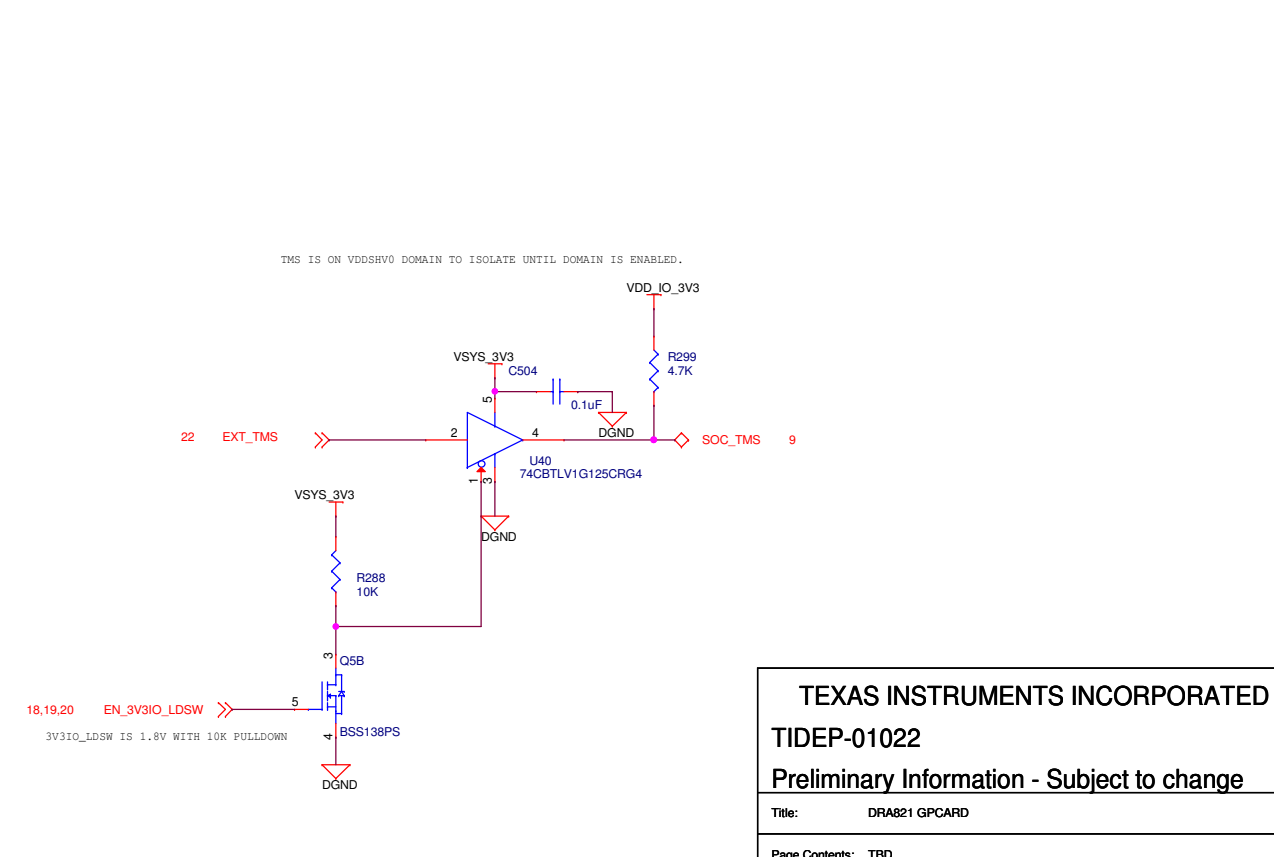 TMS IS ON VDDSHV0 DOMAIN TO ISOLATE UNTIL DOMAIN IS ENABLED.
VDD_IO_3V3
R299
4.7K
VSYS_3V3
C504
0.1uF
5
DGND
22 EXT_TMS
2
4
SOC_TMS 9
U40
74CBTLV1G125CRG4
1
3
DGND
VSYS_3V3
R288
10K
3
Q5B
18,19,20 EN_3V3IO_LDSW
5
3V3IO_LDSW IS 1.8V WITH 10K PULLDOWN
4
BSS138PS
DGND
TEXAS INSTRUMENTS INCORPORATED
TIDEP-01022
Preliminary Information - Subject to change
Title: DRA821 GPCARD
Page Contents: TBD